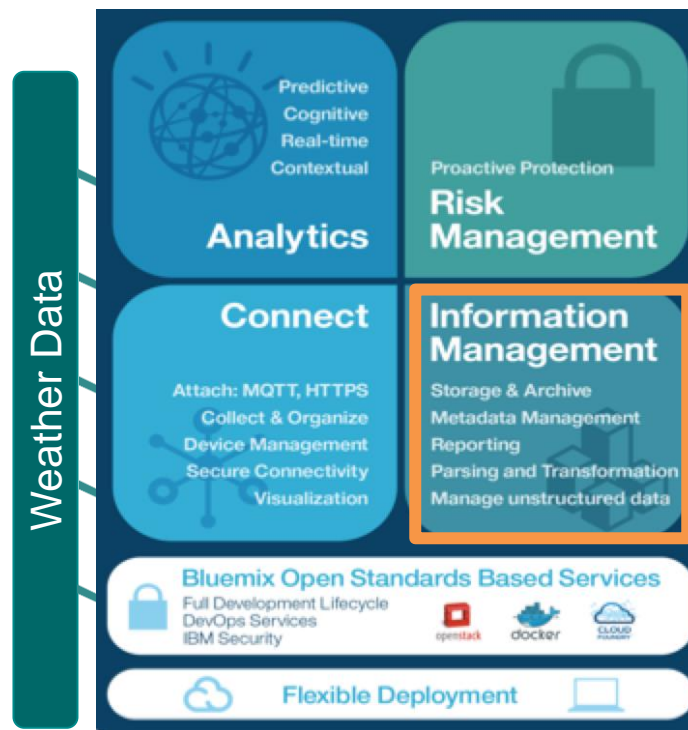 Weather Data
Predictive
Cognitive
Real-time
Contextual
Analytics
Proactive Protection
Risk
Management
Connect
Attach: MQTT, HTTPS
Collect & Organize
Device Management
Secure Connectivity
Visualization
Information
Management
Storage & Archive
Metadata Management
Reporting
Parsing and Transformation
Manage unstructured data
Bluemix Open Standards Based Services
Full Development Lifecycle
DevOps Services
IBM Security
openstack
docker
CLOUD
FOUNDRY
Flexible Deployment